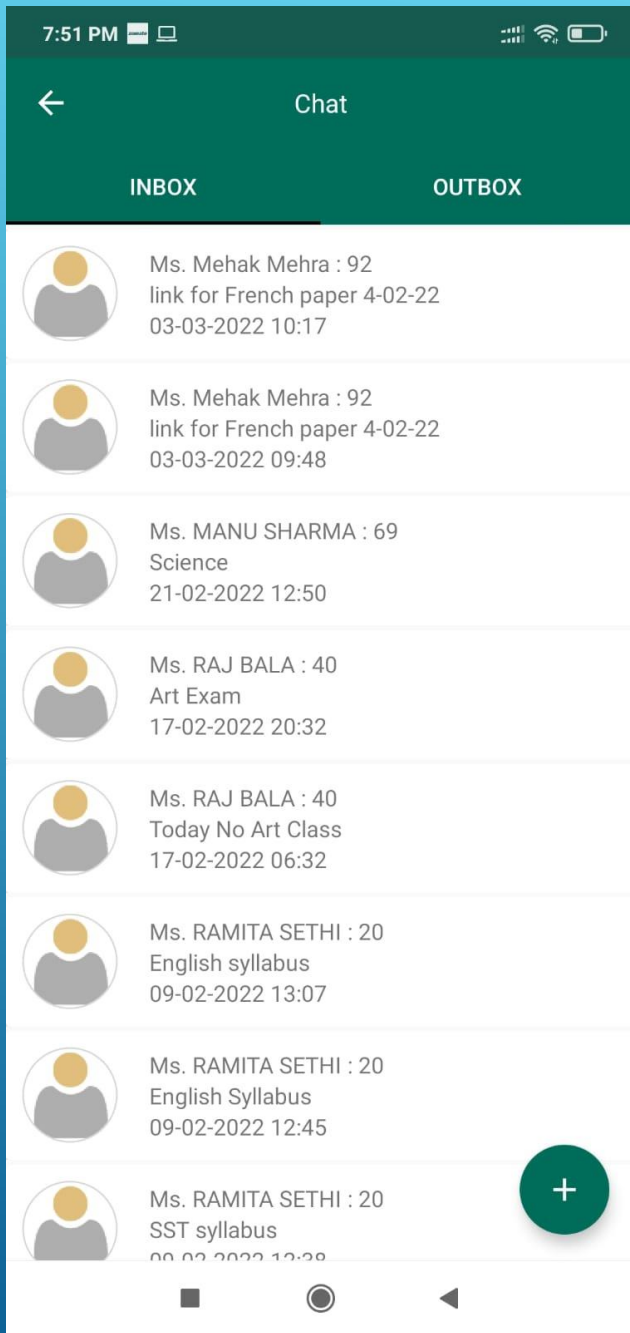 7:51 PM
Chat
INBOX
OUTBOX
Ms. Mehak Mehra : 92
link for French paper 4-02-22
03-03-2022 10:17
Ms. Mehak Mehra : 92
link for French paper 4-02-22
03-03-2022 09:48
Ms. MANU SHARMA : 69
Science
21-02-2022 12:50
Ms. RAJ BALA : 40
Art Exam
17-02-2022 20:32
Ms. RAJ BALA : 40
Today No Art Class
17-02-2022 06:32
Ms. RAMITA SETHI : 20
English syllabus
09-02-2022 13:07
Ms. RAMITA SETHI : 20
English Syllabus
09-02-2022 12:45
Ms. RAMITA SETHI : 20
SST syllabus
09-02-2022 12:38